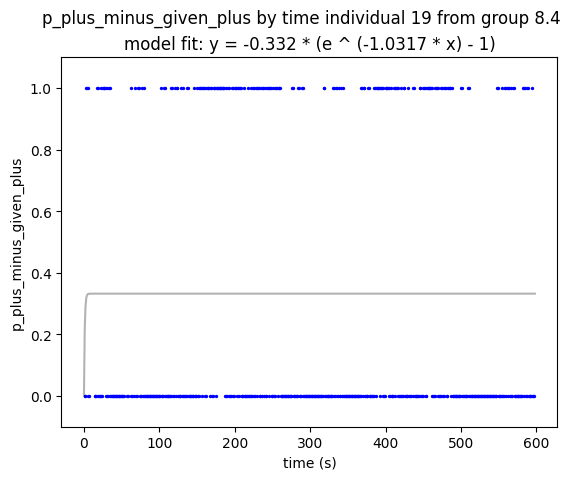 p_plus_minus_given_plus by time individual 19 from group 8.4
model fit: y = -0.332 * (e ^ (-1.0317 * x) - 1)
1.0
0.8
0.6
0.4
0.2
0.0
p_plus_minus_given_plus
0 100 200 300 400 500 600
time (s)